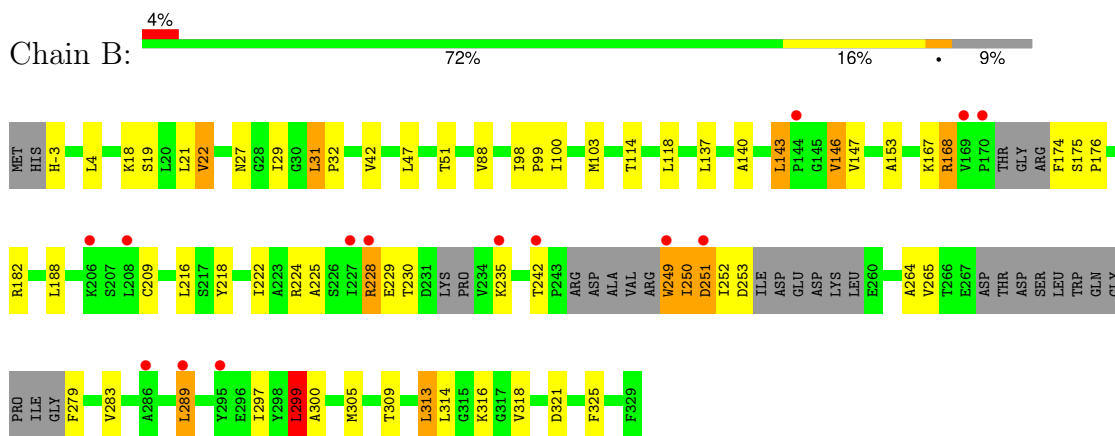 4%
Chain B:
72% 16% • 9%
MET HIS H-3 L4 K18 S19 L20 L21 V22 N27 G28 I29 G30 L31 P32 V42 L47 T51 V88 I98 P99 I100 M103 T114 L118 L137 A140 L143 P144 G145 V146 V147 A153 K167 R168 V169 P170 THR GLY ARG F174 S175 P176
R182 L188 K206 S207 L208 C209 L216 S217 Y218 I222 A223 R224 A225 S226 I227 R228 E229 T230 D231 LYS PRO V234 K235 T242 P243 ARG ASP ALA VAL ARG W249 I250 D251 I252 D253 ILE ASP GLU ASP LYS LEU E260 A264 V265 T266 E267 ASP THR ASP SER LEU TRP GLN GLY
PRO ILE GLY F279 V283 A286 L289 Y295 E296 I297 Y298 L299 A300 M305 T309 L313 L314 G315 K316 G317 V318 D321 F325 F329